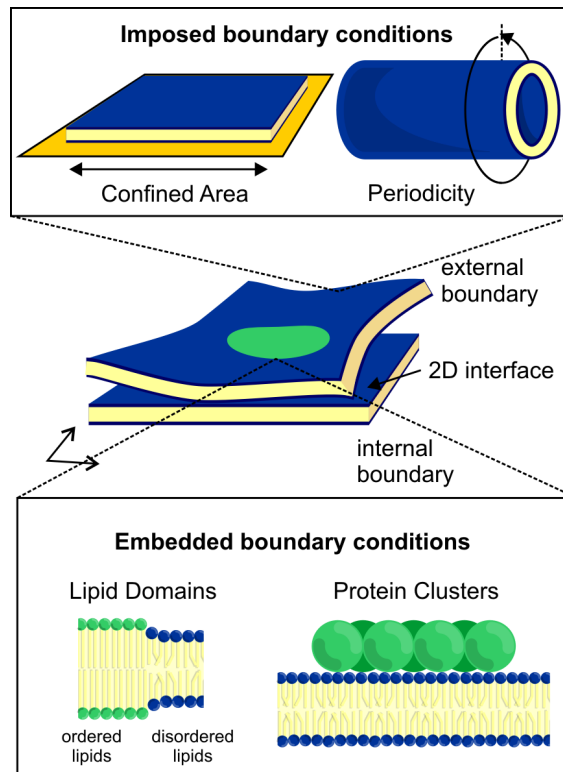 Imposed boundary conditions
Confined Area
Periodicity
external
boundary
2D interface
internal
boundary
Embedded boundary conditions
Lipid Domains
Protein Clusters
ordered
lipids
disordered
lipids